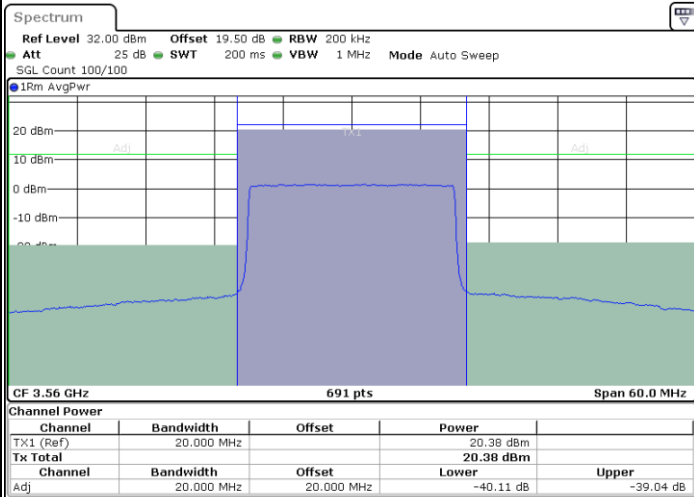 Spectrum
Ref Level 32.00 dBm Offset 19.50 dB RBW 200 kHz
Att 25 dB SWT 200 ms VBW 1 MHz Mode Auto Sweep
SGL Count 100/100
1Rm AvgPwr
20 dBm
TX1
Adj Adj
10 dBm
0 dBm
-10 dBm
-20 dBm
CF 3.56 GHz 691 pts Span 60.0 MHz
Channel Power
Channel Bandwidth Offset Power
TX1 (Ref) 20.000 MHz 20.38 dBm
Tx Total 20.38 dBm
Channel Bandwidth Offset Lower Upper
Adj 20.000 MHz 20.000 MHz -40.11 dB -39.04 dB